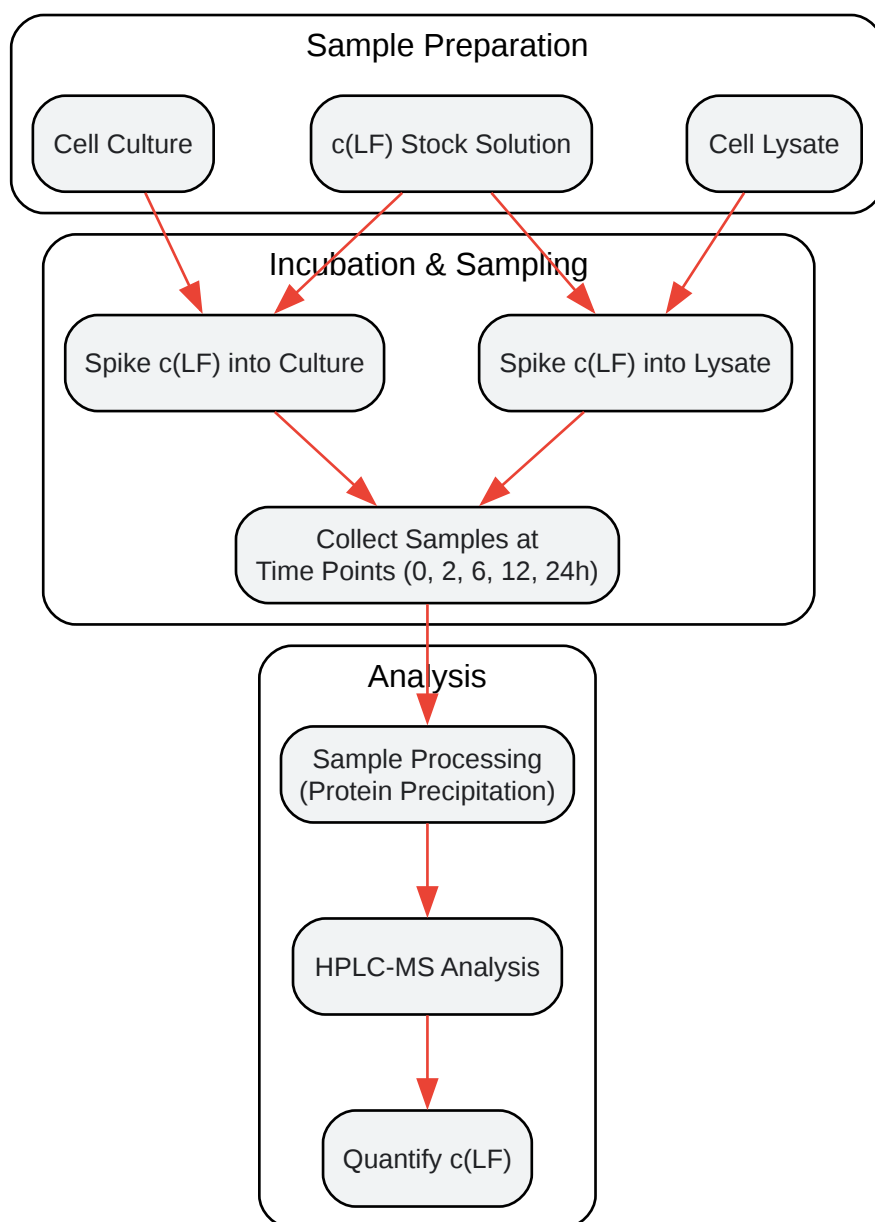 Sample Preparation
Cell Culture
c(LF) Stock Solution
Cell Lysate
Incubation & Sampling
Spike c(LF) into Culture
Spike c(LF) into Lysate
Collect Samples at
Time Points (0, 2, 6, 12, 24h)
Analysis
Sample Processing
(Protein Precipitation)
HPLC-MS Analysis
Quantify c(LF)